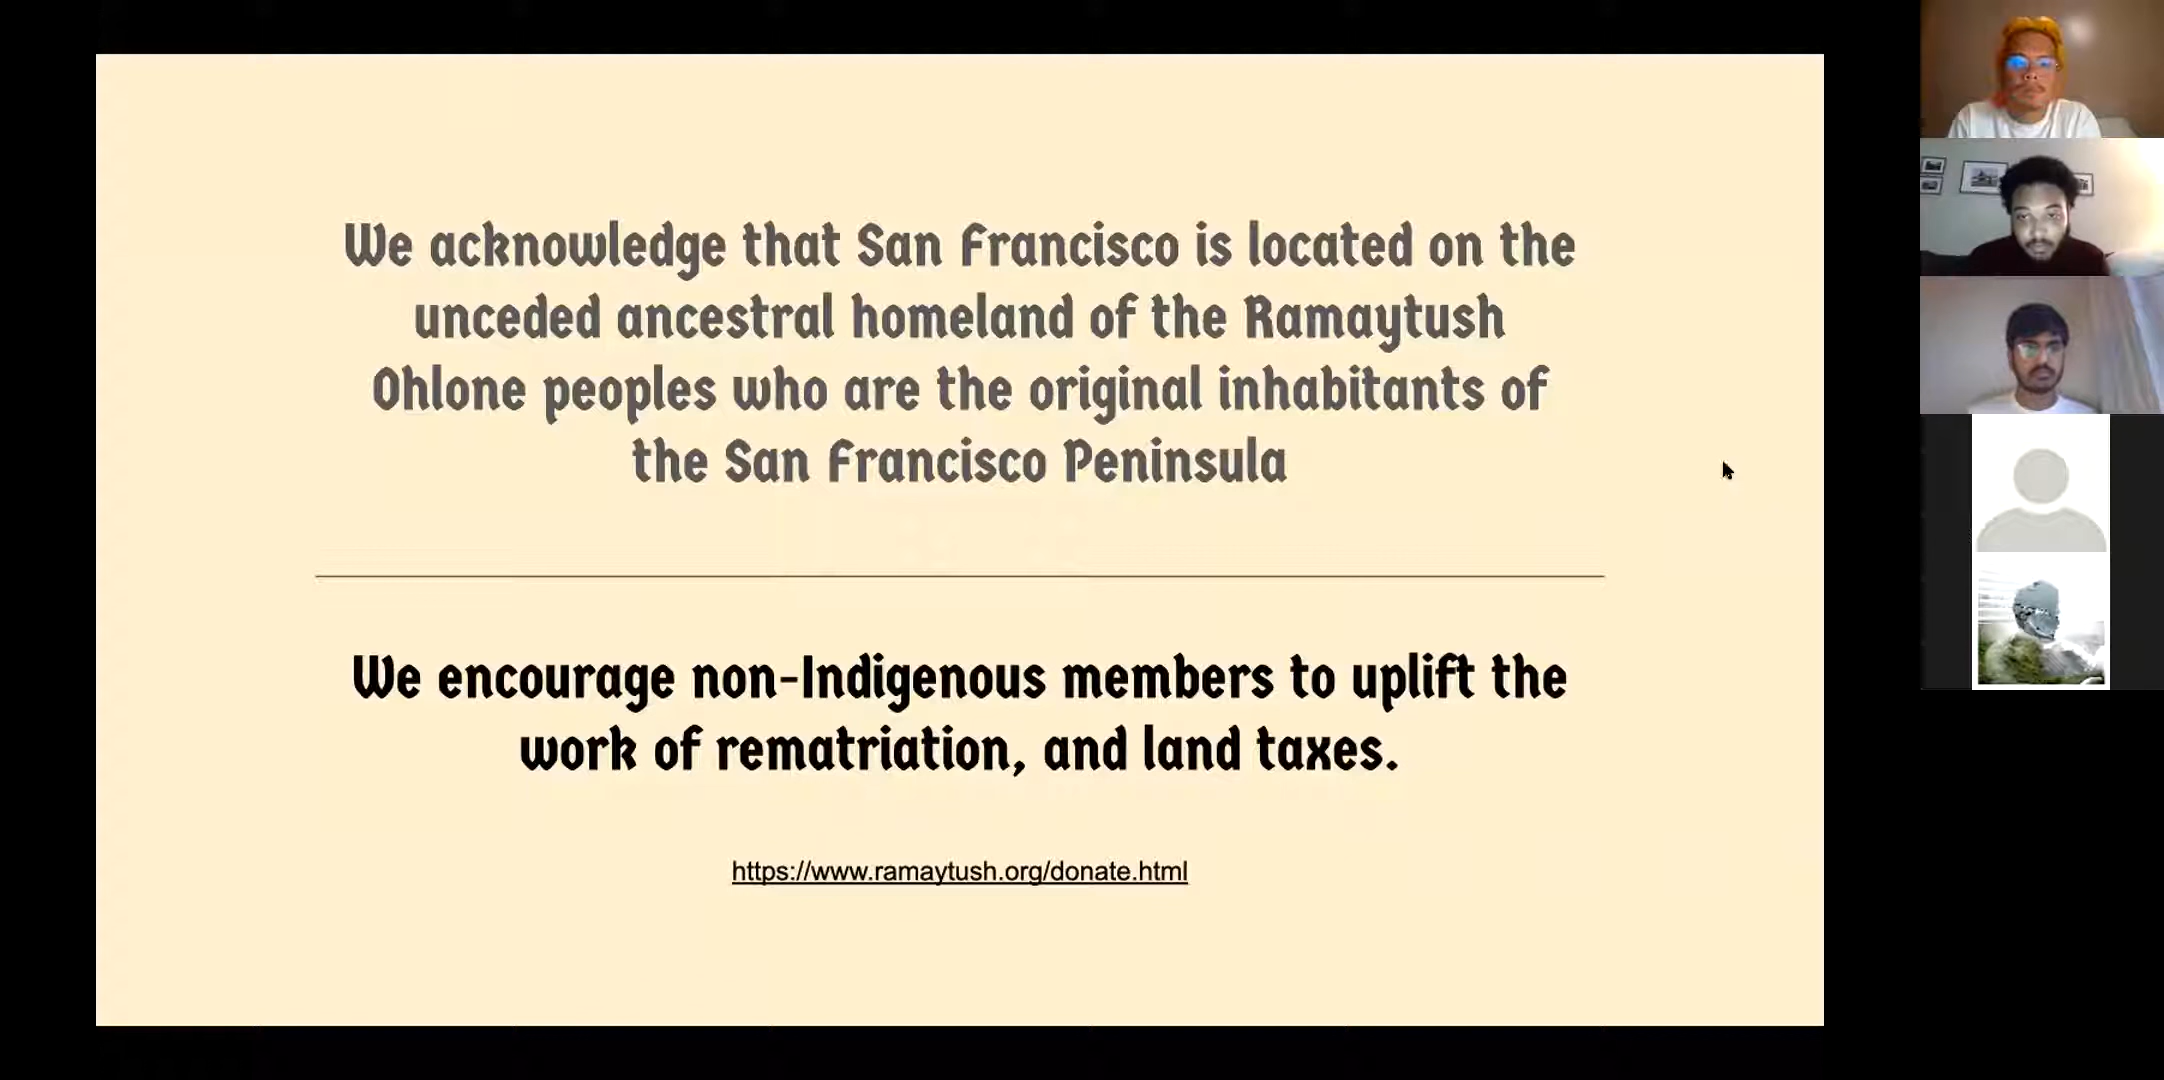 We acknowledge that San Francisco is located on the
unceded ancestral homeland of the Ramaytush
Ohlone peoples who are the original inhabitants of
the San Francisco Peninsula
We encourage non-Indigenous members to uplift the
work of rematriation, and land taxes.
https://www.ramaytush.org/donate.html